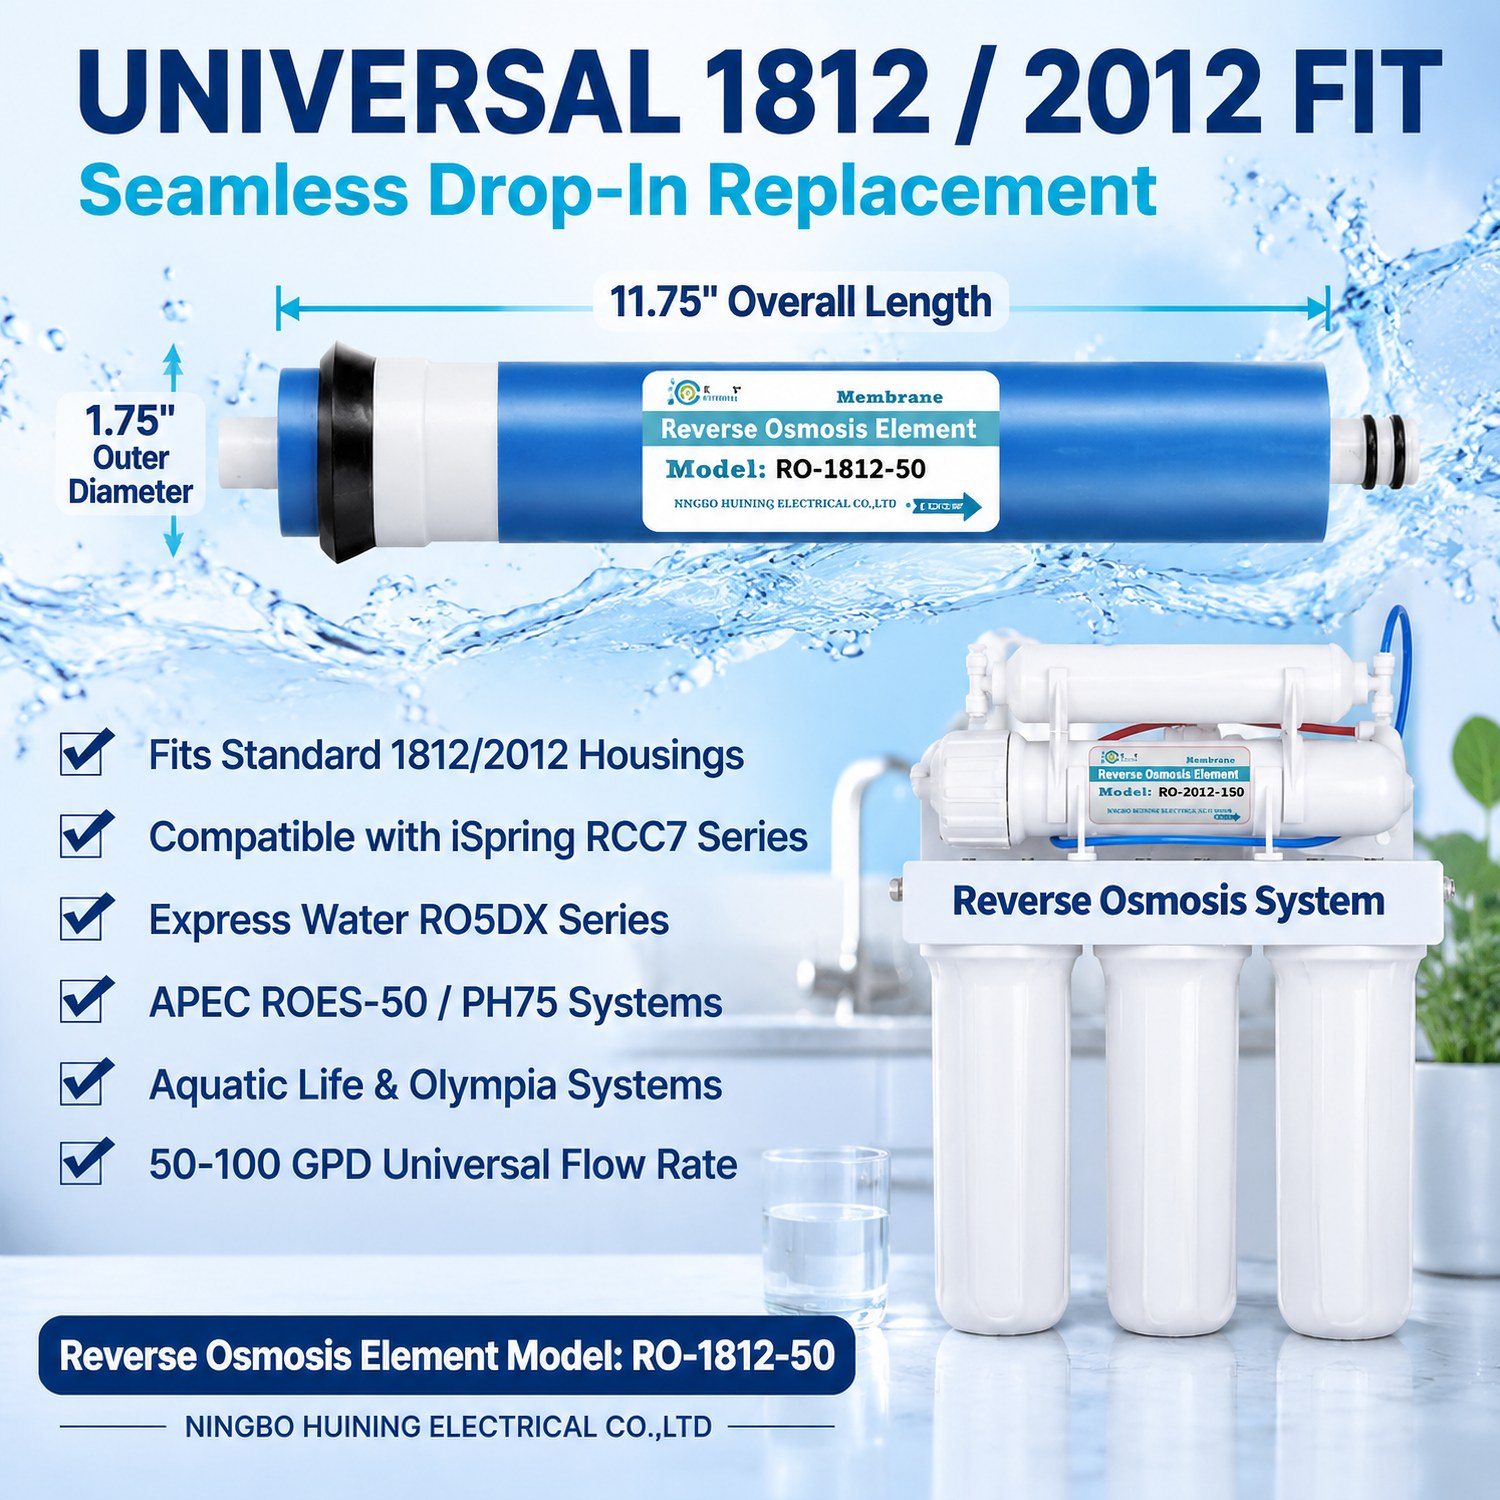 UNIVERSAL 1812 / 2012 FIT
Seamless Drop-In Replacement
11.75" Overall Length
1.75"
Outer
Diameter
Membrane
Reverse Osmosis Element
Model: RO-1812-50
NINGBO HUINING ELECTRICAL CO.,LTD
Fits Standard 1812/2012 Housings
Compatible with iSpring RCC7 Series
Express Water RO5DX Series
APEC ROES-50 / PH75 Systems
Aquatic Life & Olympia Systems
50-100 GPD Universal Flow Rate
Membrane
Reverse Osmosis Element
Model: RO-2012-150
Reverse Osmosis System
Reverse Osmosis Element Model: RO-1812-50
NINGBO HUINING ELECTRICAL CO.,LTD